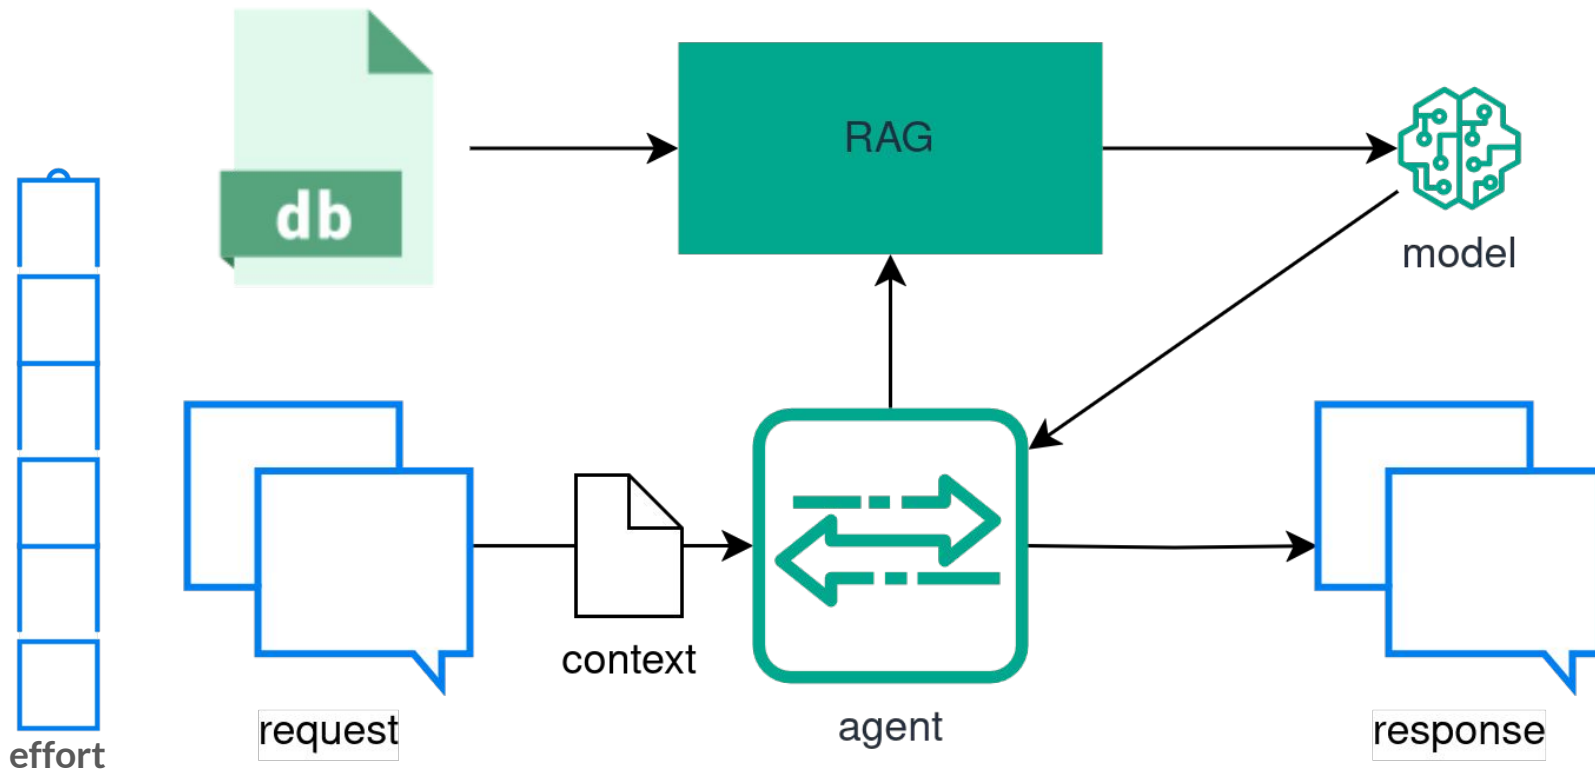 db
RAG
model
context
request
agent
response
effort